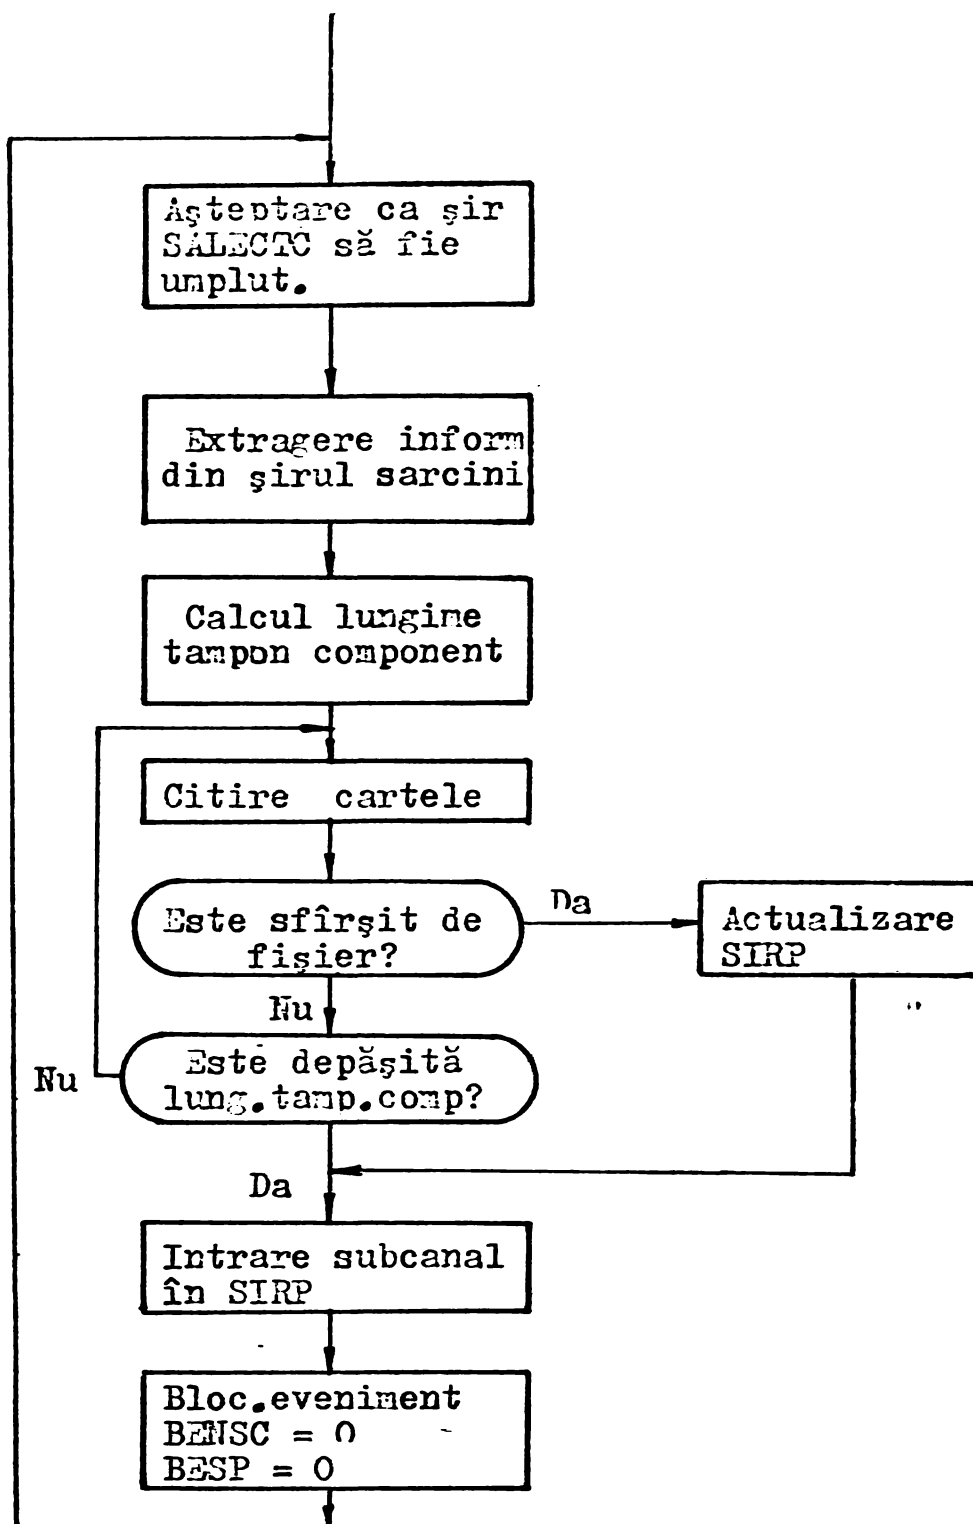 Aşteptare ca şir
SALECTC să fie
umplut.
Extragere inform
din şirul sarcini
Calcul lungime
tampon component
Citire cartele
Este sfîrşit de
fişier?
Da
Actualizare
SIRP
Nu
Este depăşită
lung.tamp.comp?
Nu
Da
Intrare subcanal
în SIRP
Bloc.eveniment
BENSC = 0
BESP = 0